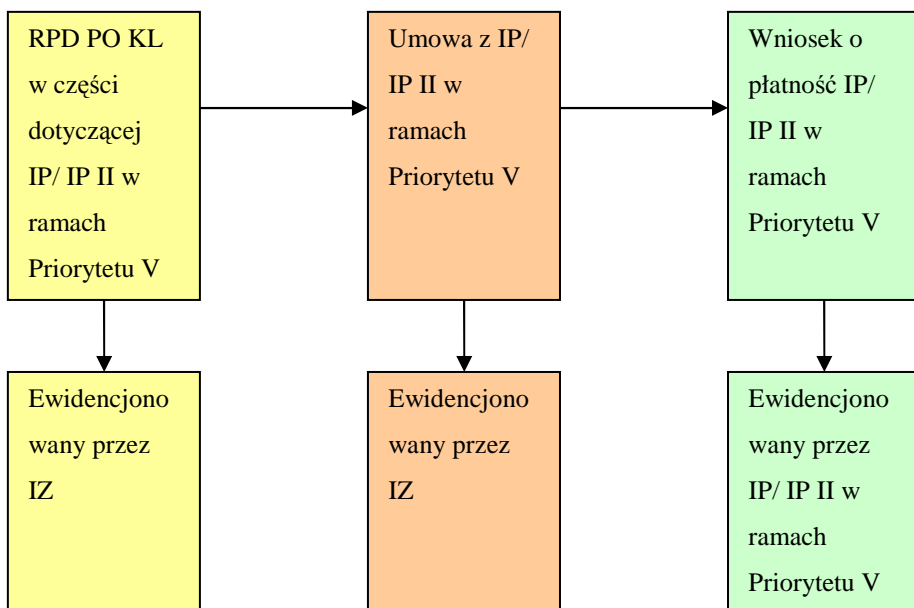 RPD PO KL
w części
dotyczącej
IP/ IP II w
ramach
Priorytetu V
Umowa z IP/
IP II w
ramach
Priorytetu V
Wniosek o
płatność IP/
IP II w
ramach
Priorytetu V
Ewidencjono
wany przez
IZ
Ewidencjono
wany przez
IZ
Ewidencjono
wany przez
IP/ IP II w
ramach
Priorytetu V